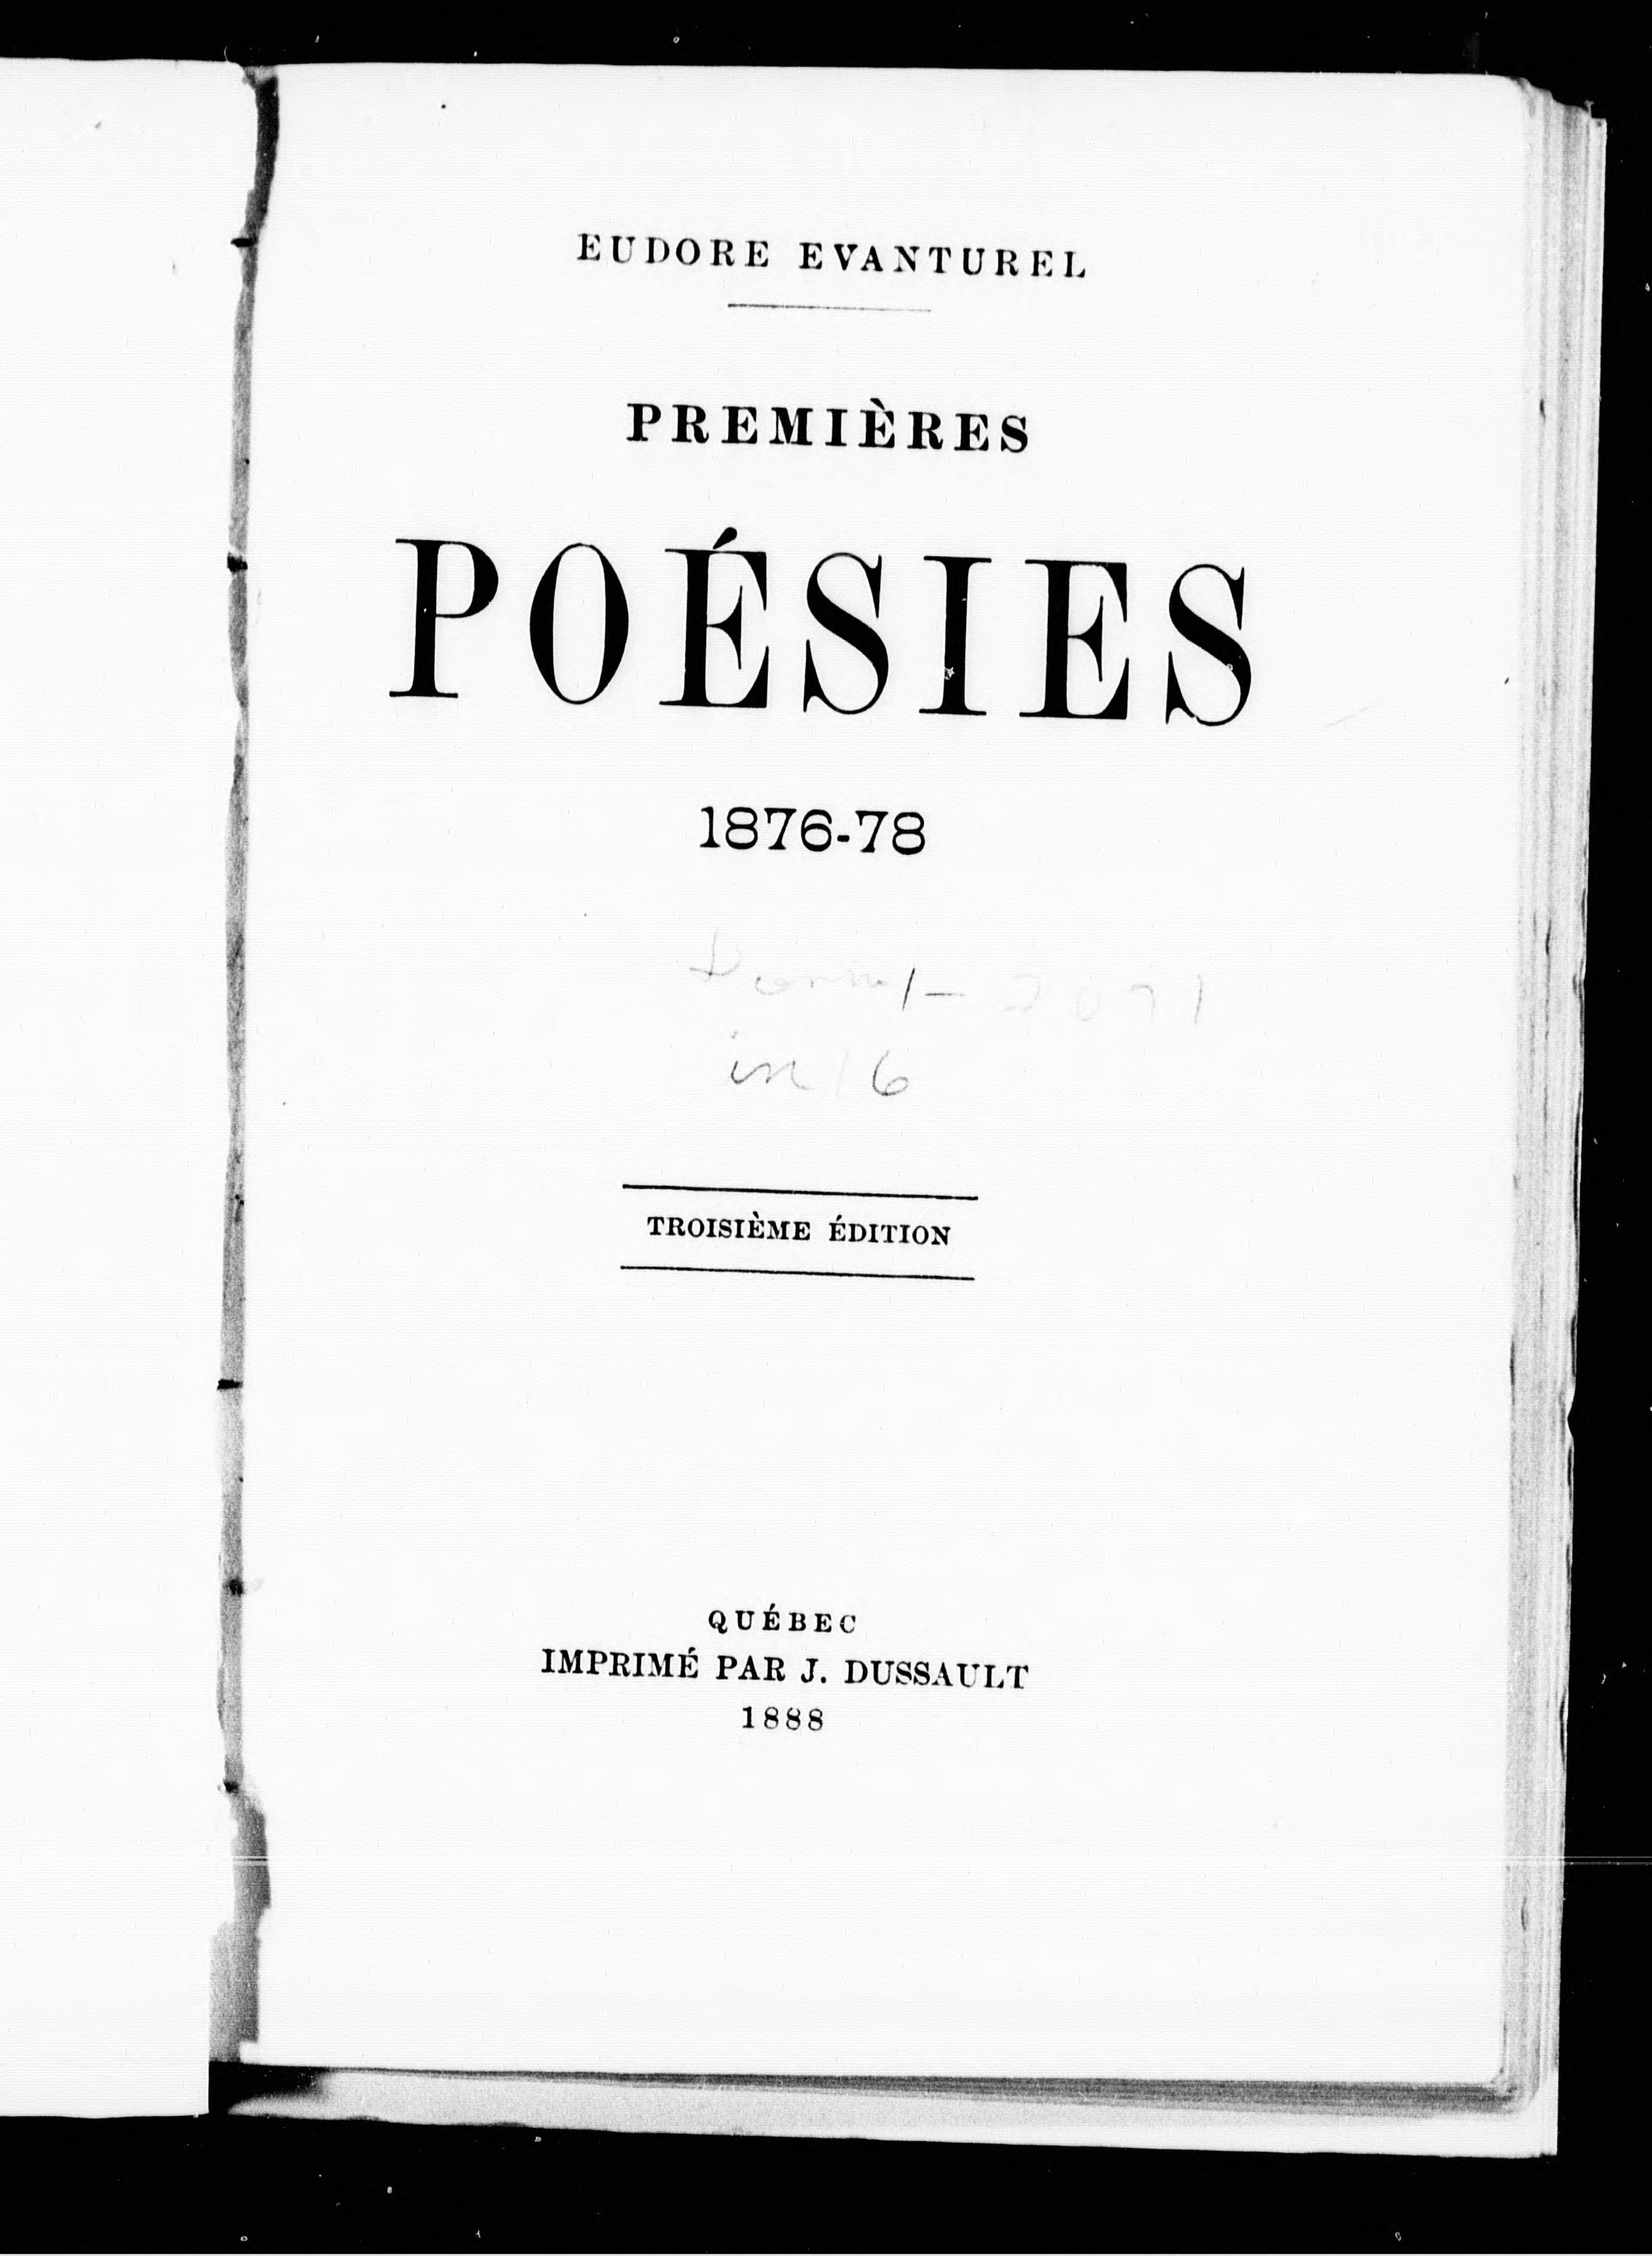 EUDORE EVANTUREL
PREMIÈRES
POÉSIES
1876-78
in 16
TROISIÈME ÉDITION
QUÉBEC
IMPRIMÉ PAR J. DUSSAULT
1888